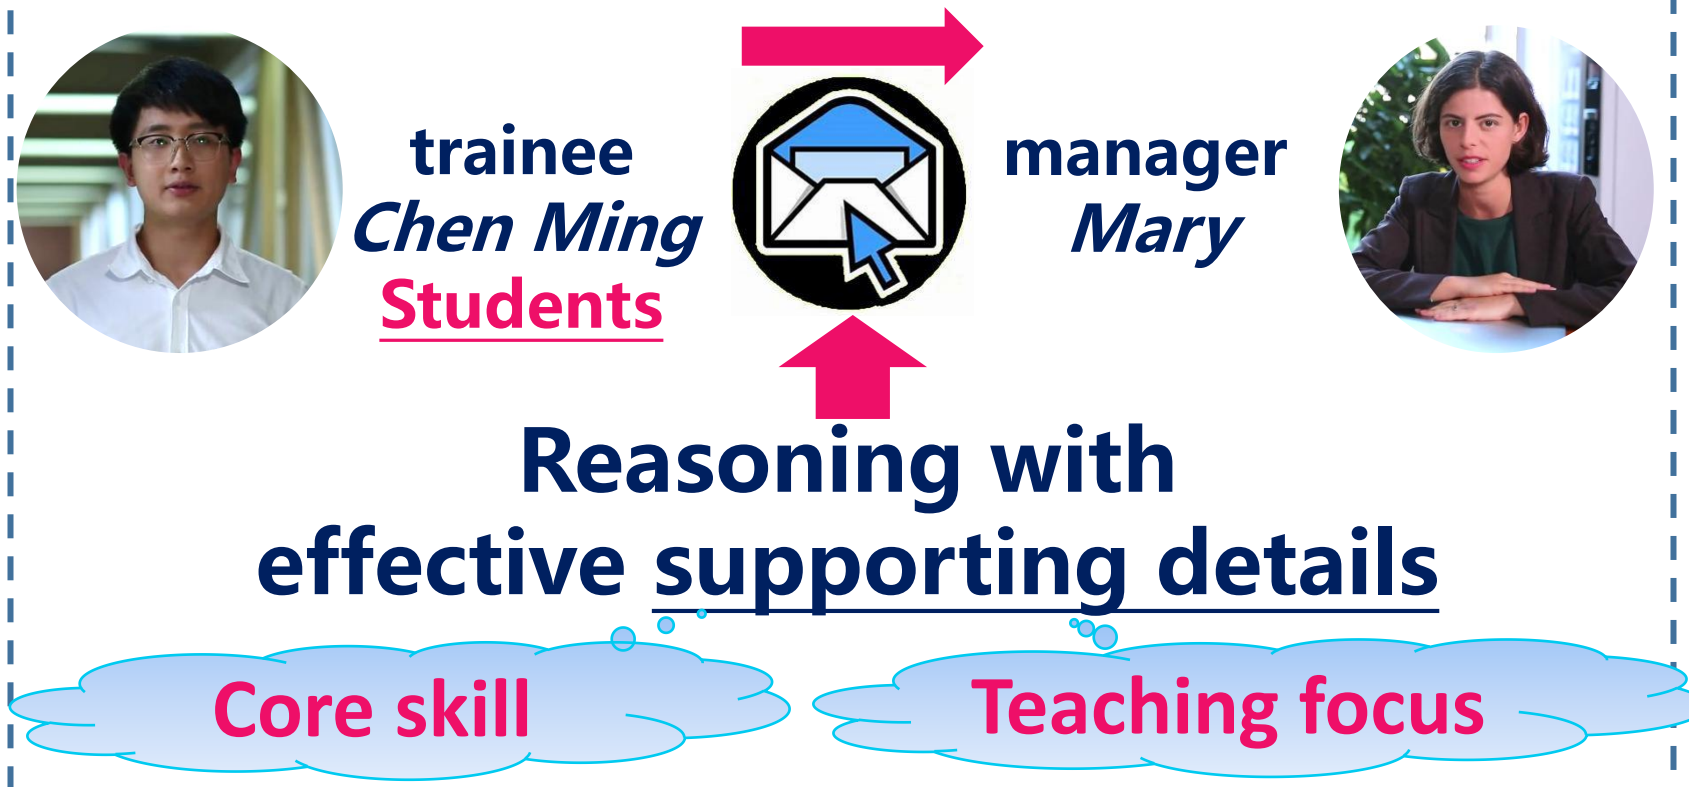 trainee
Chen Ming
Students
manager
Mary
Reasoning with
effective supporting details
Core skill
Teaching focus